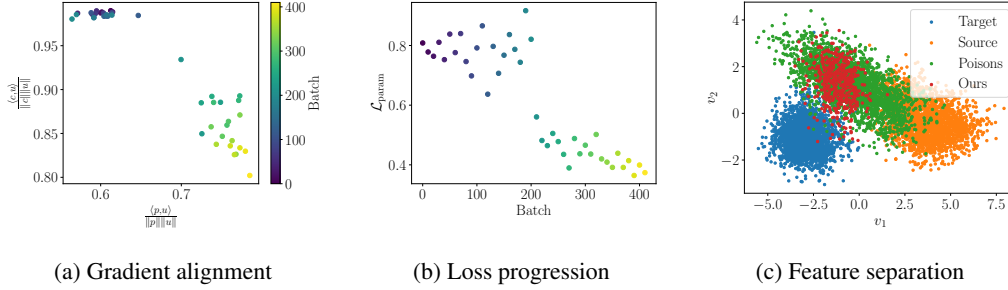 0.95
0.90
0.85
0.80
0.6
0.7
⟨c,u⟩
‖c‖‖u‖
⟨p,u⟩
‖p‖‖u‖
400
300
200
100
0
Batch
0.8
0.6
0.4
0
100
200
300
400
ℒparam
Batch
4
2
0
−2
−5.0
−2.5
0.0
2.5
5.0
7.5
v2
v1
Target
Source
Poisons
Ours
(a) Gradient alignment
(b) Loss progression
(c) Feature separation